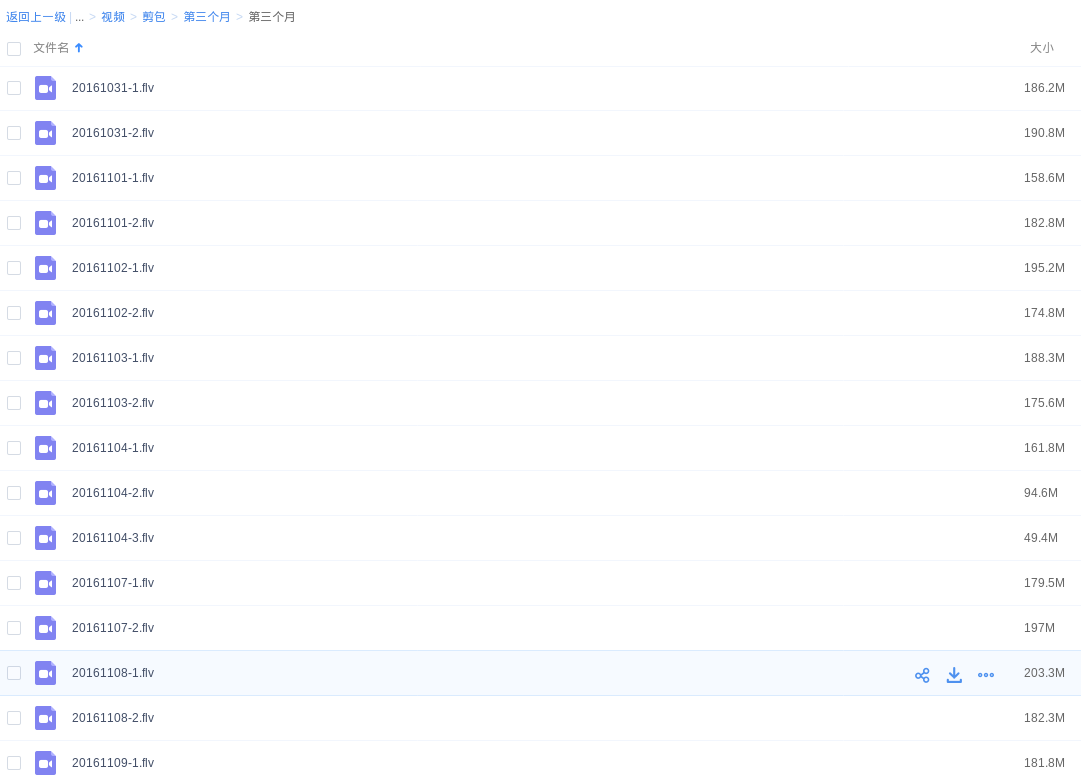 返回上一级 | ... > 视频 > 剪包 > 第三个月 > 第三个月
文件名 大小
20161031-1.flv 186.2M
20161031-2.flv 190.8M
20161101-1.flv 158.6M
20161101-2.flv 182.8M
20161102-1.flv 195.2M
20161102-2.flv 174.8M
20161103-1.flv 188.3M
20161103-2.flv 175.6M
20161104-1.flv 161.8M
20161104-2.flv 94.6M
20161104-3.flv 49.4M
20161107-1.flv 179.5M
20161107-2.flv 197M
20161108-1.flv 203.3M
20161108-2.flv 182.3M
20161109-1.flv 181.8M